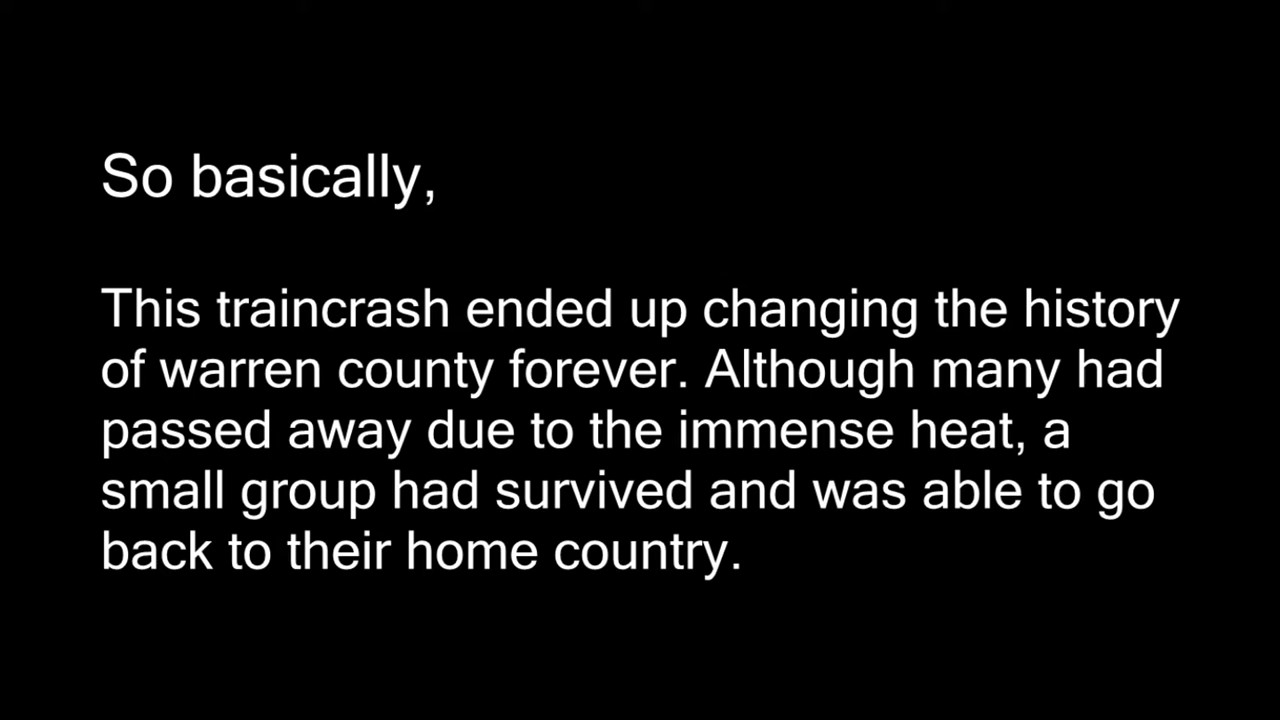 So basically,
This traincrash ended up changing the history
of warren county forever. Although many had
passed away due to the immense heat, a
small group had survived and was able to go
back to their home country.